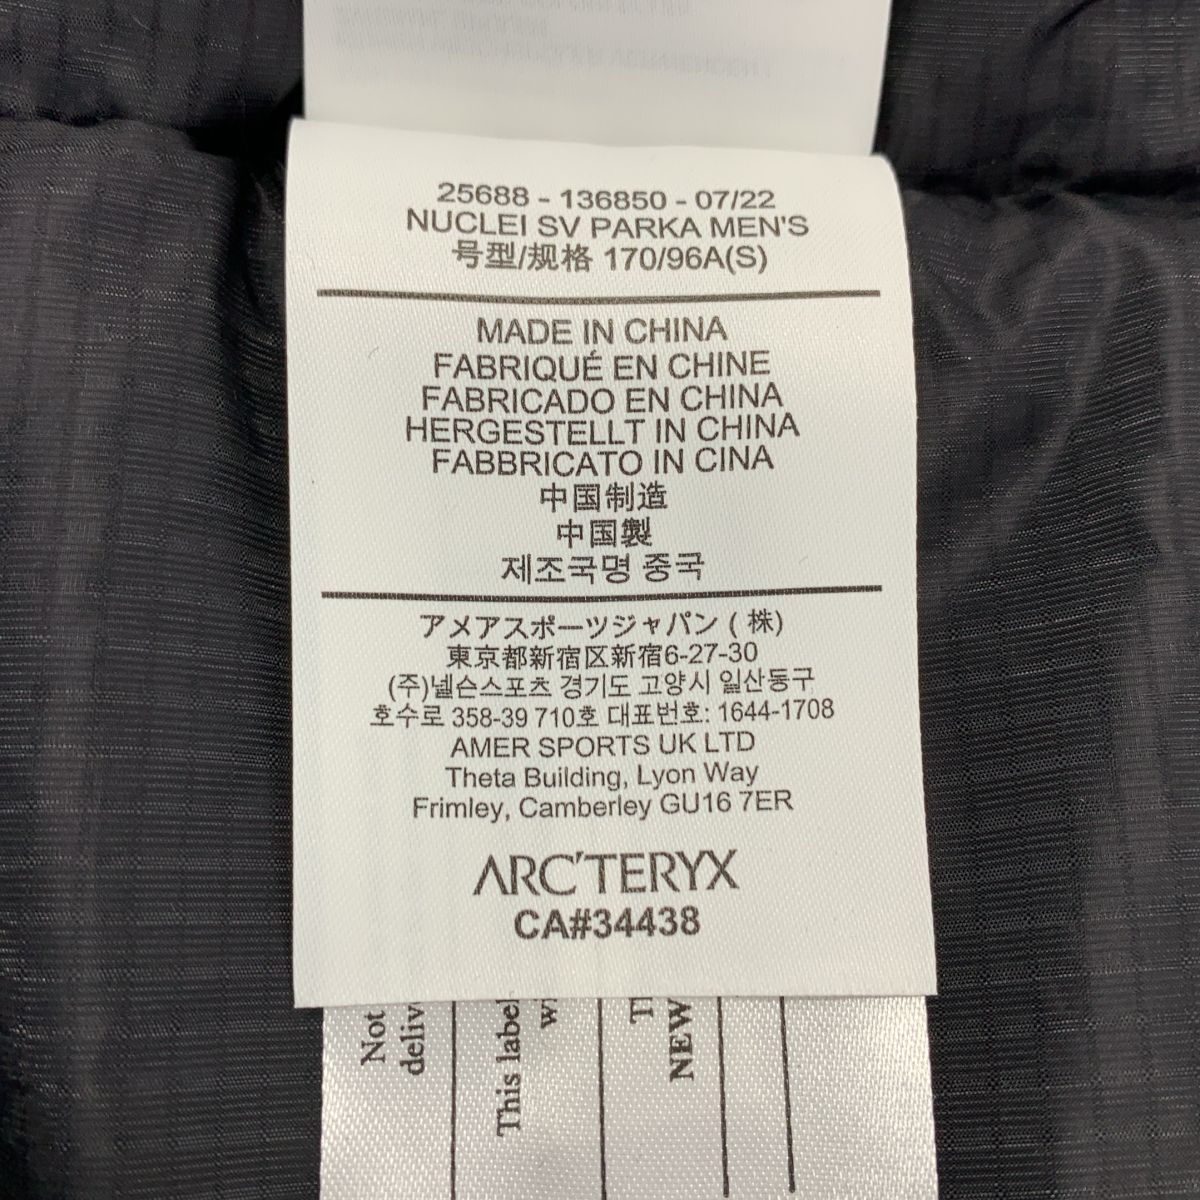 25688 - 136850 - 07/22
NUCLEI SV PARKA MEN'S
号型/规格 170/96A(S)
MADE IN CHINA
FABRIQUÉ EN CHINE
FABRICADO EN CHINA
HERGESTELLT IN CHINA
FABBRICATO IN CINA
中国制造
中国製
제조국명 중국
アメアスポーツジャパン ( 株)
東京都新宿区新宿6-27-30
(주)넬슨스포츠 경기도 고양시 일산동구
호수로 358-39 710호 대표번호: 1644-1708
AMER SPORTS UK LTD
Theta Building, Lyon Way
Frimley, Camberley GU16 7ER
ARC'TERYX
CA#34438
Not
This label
NEW